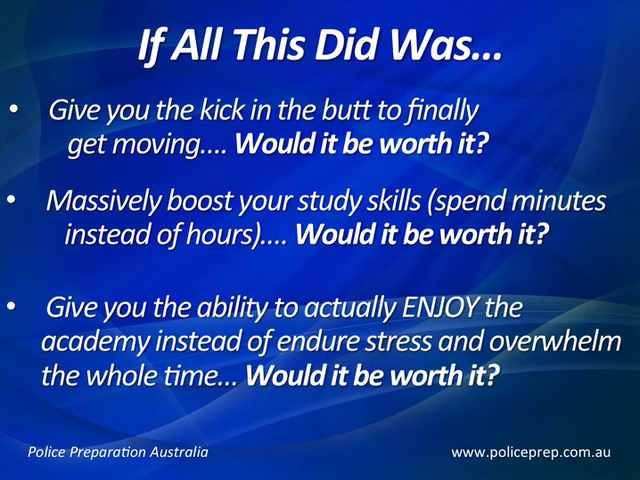 If All This Did Was...
• Give you the kick in the butt to finally
get moving.... Would it be worth it?
• Massively boost your study skills (spend minutes
instead of hours).... Would it be worth it?
• Give you the ability to actually ENJOY the
academy instead of endure stress and overwhelm
the whole time... Would it be worth it?
Police Preparation Australia
www.policeprep.com.au